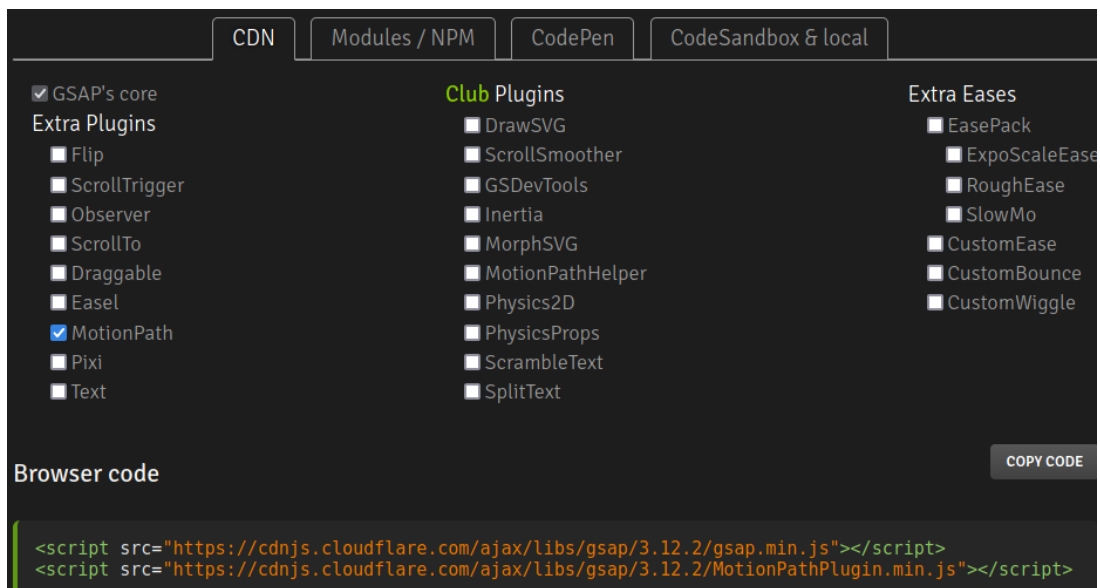 CDN
Modules / NPM
CodePen
CodeSandbox & local
GSAP's core
Extra Plugins
Flip
ScrollTrigger
Observer
ScrollTo
Draggable
Easel
MotionPath
Pixi
Text
Club Plugins
DrawSVG
ScrollSmoother
GSDevTools
Inertia
MorphSVG
MotionPathHelper
Physics2D
PhysicsProps
ScrambleText
SplitText
Extra Eases
EasePack
ExpoScaleEase
RoughEase
SlowMo
CustomEase
CustomBounce
CustomWiggle
Browser code
COPY CODE
<script src="https://cdnjs.cloudflare.com/ajax/libs/gsap/3.12.2/gsap.min.js"></script>
<script src="https://cdnjs.cloudflare.com/ajax/libs/gsap/3.12.2/MotionPathPlugin.min.js"></script>